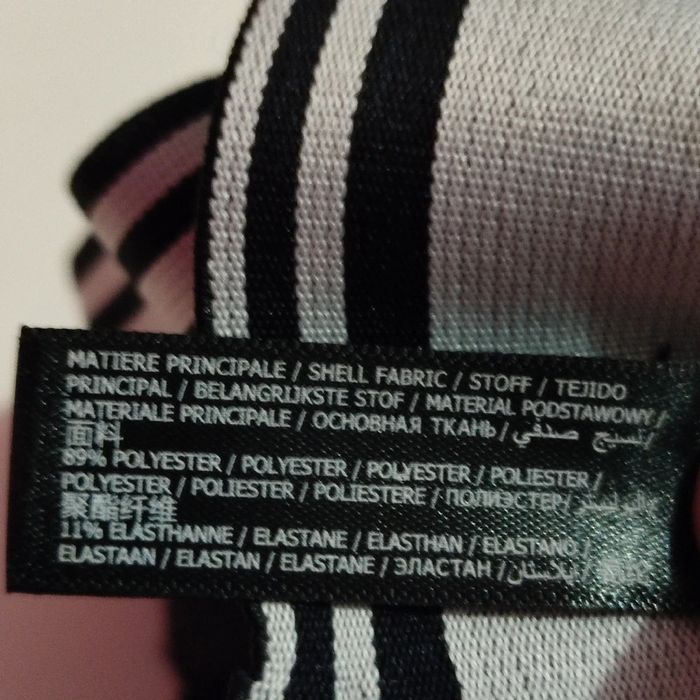 MATIERE PRINCIPALE / SHELL FABRIC / STOFF / TEJIDO
PRINCIPAL / BELANGRIJKSTE STOF / MATERIAL PODSTAWOWY /
MATERIALE PRINCIPALE / ОСНОВНАЯ ТКАНЬ / نسيج صدفي /
面料
89% POLYESTER / POLYESTER / POLYESTER / POLIESTER /
POLYESTER / POLIESTER / POLIESTERE / ПОЛИЭСТЕР /
聚酯纤维
11% ELASTHANNE / ELASTANE / ELASTHAN / ELASTANO /
ELASTAAN / ELASTAN / ELASTANE / ЭЛАСТАН / إيلاستان /